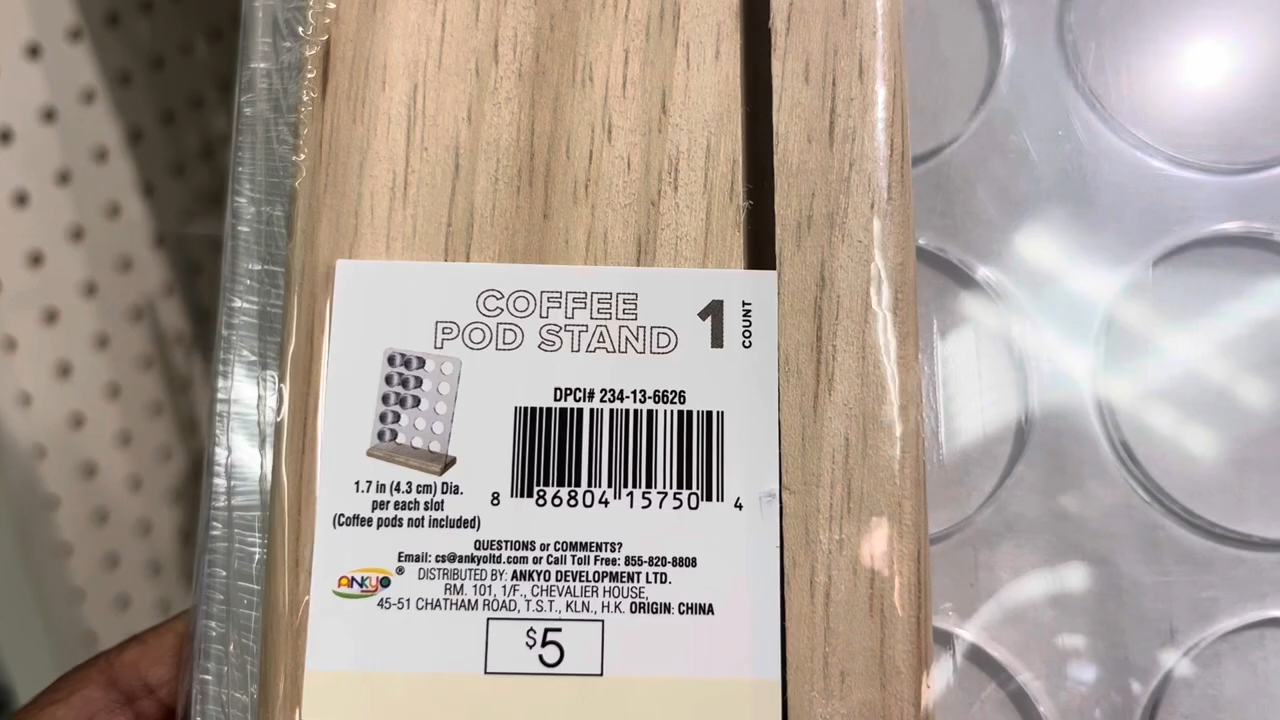 COFFEE
POD STAND
1
COUNT
DPCI# 234-13-6626
8 86804 15750 4
1.7 in (4.3 cm) Dia.
per each slot
(Coffee pods not included)
QUESTIONS or COMMENTS?
Email: cs@ankyoltd.com or Call Toll Free: 855-820-8808
ANKYO®
DISTRIBUTED BY: ANKYO DEVELOPMENT LTD.
RM. 101, 1/F., CHEVALIER HOUSE,
45-51 CHATHAM ROAD, T.S.T., KLN., H.K. ORIGIN: CHINA
$5